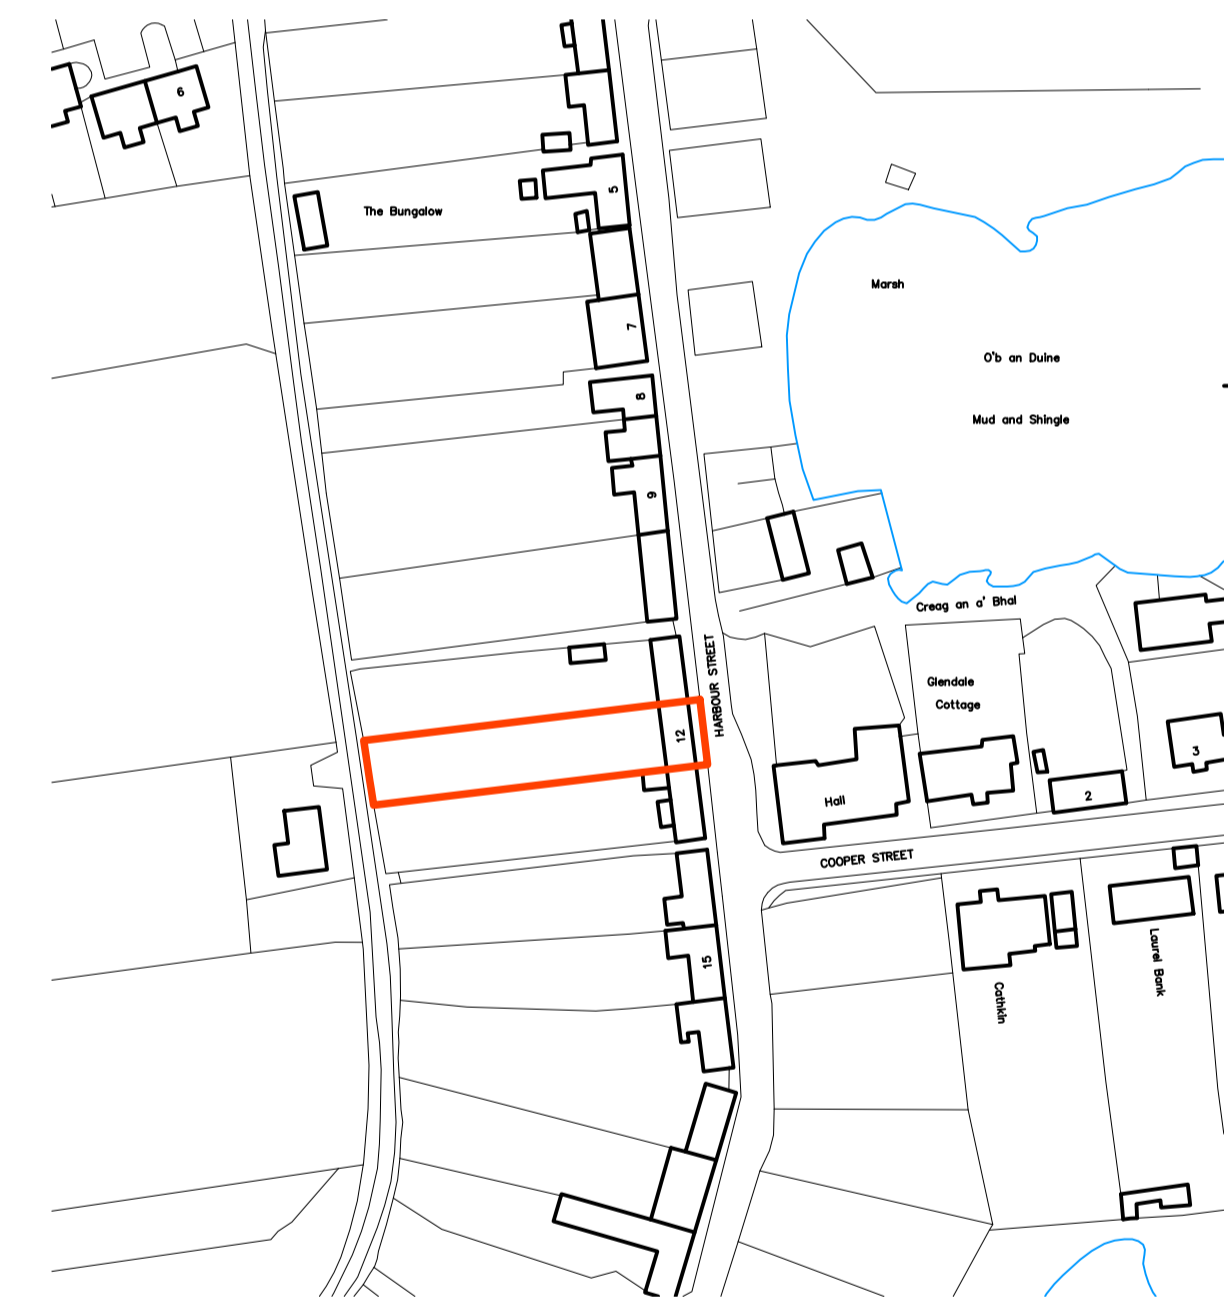 6
The Bungalow
5
Marsh
7
O'b an Duine
8
Mud and Shingle
9
Creag an a' Bhal
HARBOUR STREET
Glendale
Cottage
12
3
Hall
2
COOPER STREET
15
Laurel Bank
Cathkin